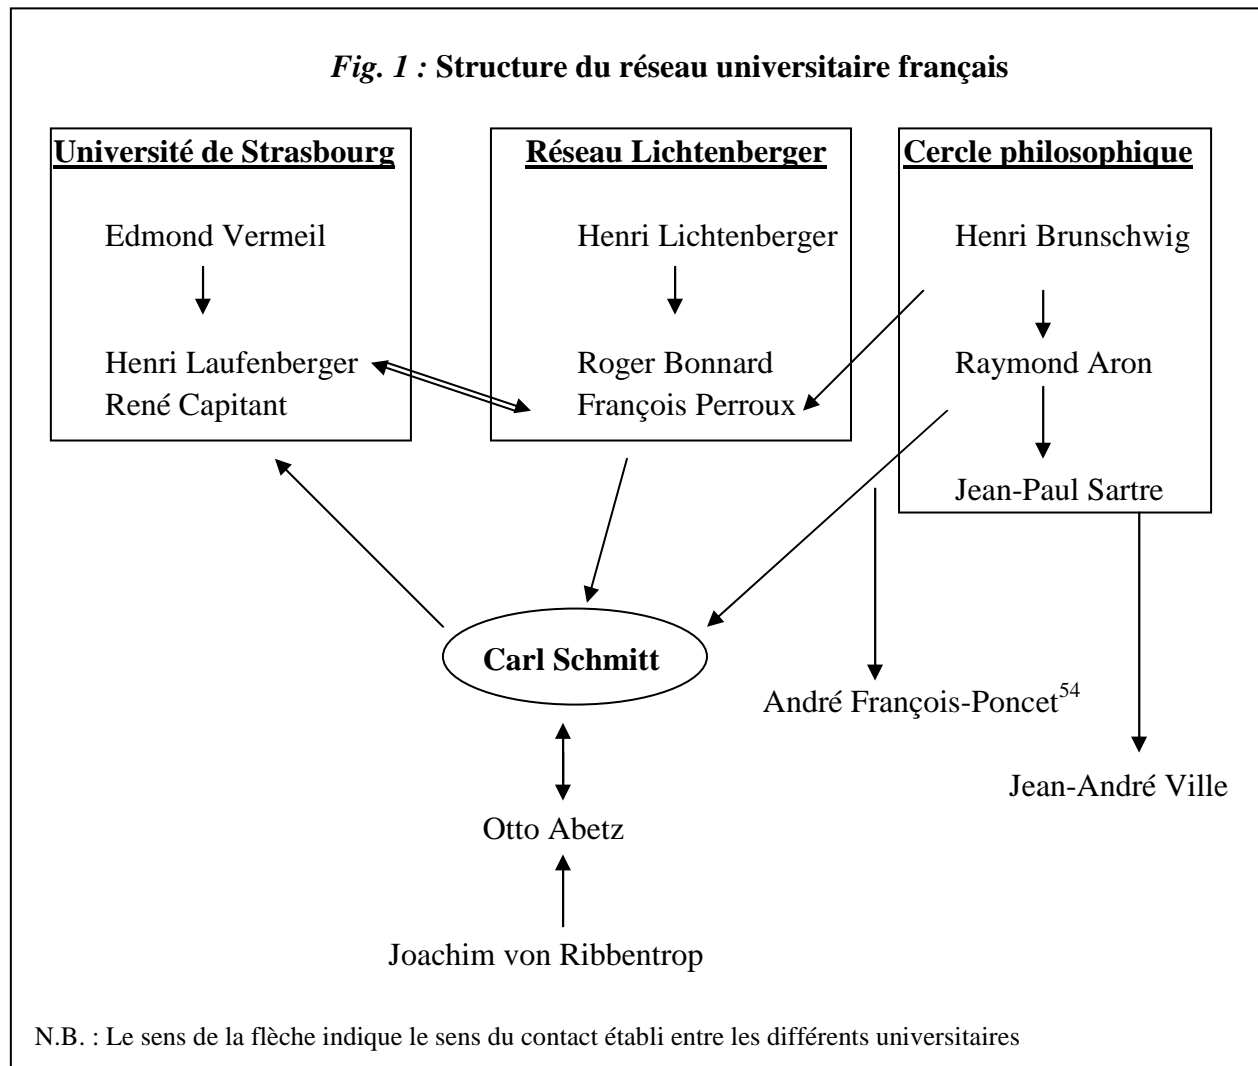 Fig. 1 : Structure du réseau universitaire français
Université de Strasbourg
Edmond Vermeil
Henri Laufenberger
René Capitant
Réseau Lichtenberger
Henri Lichtenberger
Roger Bonnard
François Perroux
Cercle philosophique
Henri Brunschwig
Raymond Aron
Jean-Paul Sartre
Carl Schmitt
André François-Poncet54
Jean-André Ville
Otto Abetz
Joachim von Ribbentrop
N.B. : Le sens de la flèche indique le sens du contact établi entre les différents universitaires